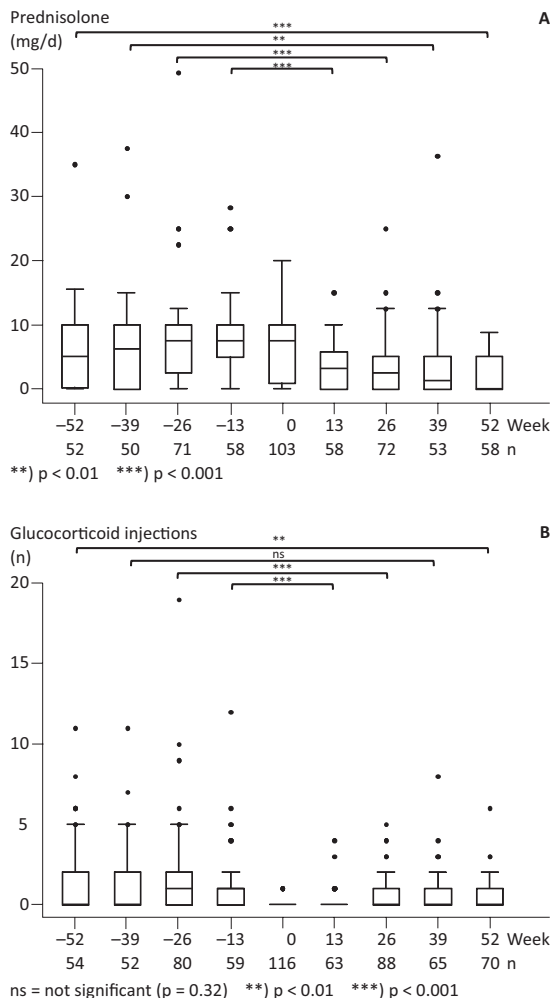 Prednisolone A
(mg/d)
***
**
***
***
50
40
30
20
10
0
–52 –39 –26 –13 0 13 26 39 52 Week
52 50 71 58 103 58 72 53 58 n
**) p < 0.01 ***) p < 0.001
Glucocorticoid injections B
(n)
**
ns
***
***
20
15
10
5
0
–52 –39 –26 –13 0 13 26 39 52 Week
54 52 80 59 116 63 88 65 70 n
ns = not significant (p = 0.32) **) p < 0.01 ***) p < 0.001